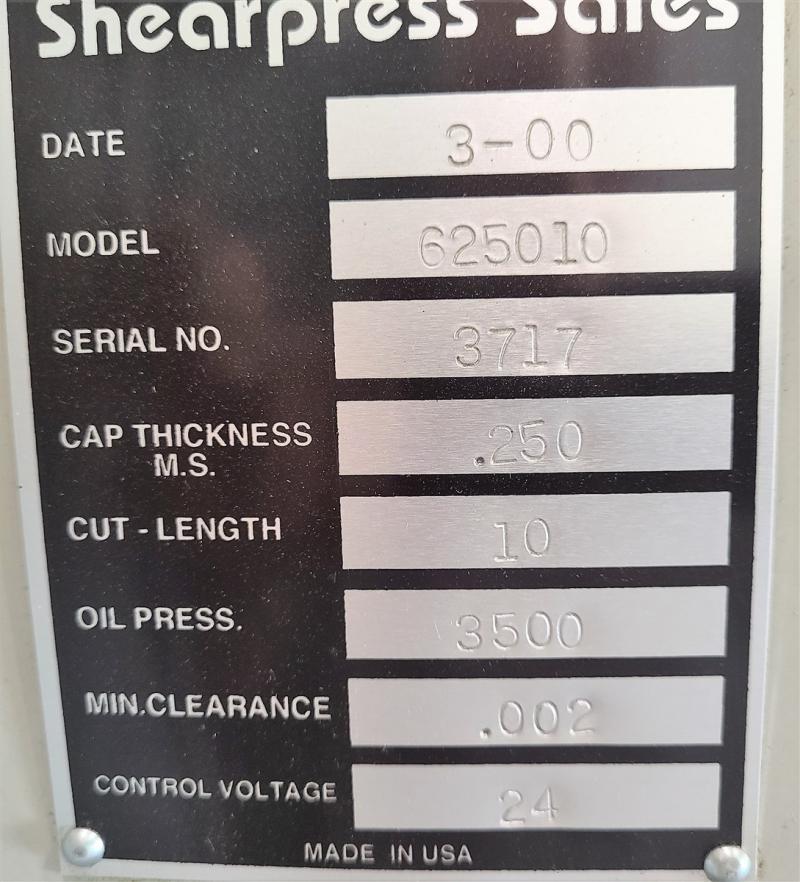 Shearpress Sales
DATE 3-00
MODEL 625010
SERIAL NO. 3717
CAP THICKNESS .250
M.S.
CUT - LENGTH 10
OIL PRESS. 3500
MIN.CLEARANCE .002
CONTROL VOLTAGE 24
MADE IN USA